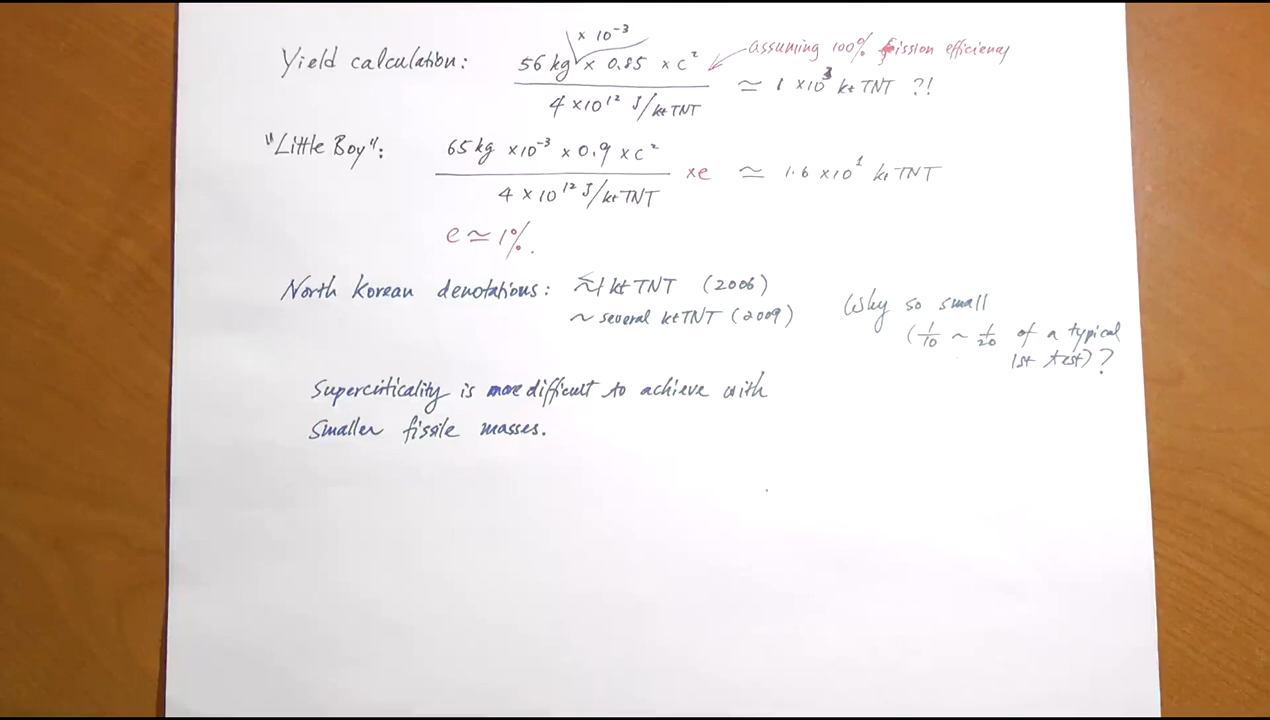 × 10⁻³
Yield calculation: 56 kg × 0.85 × c² / 4 × 10¹² J/kt TNT ≃ 1 × 10³ kt TNT ?!
assuming 100% fission efficiency
"Little Boy": 65 kg × 10⁻³ × 0.9 × c² / 4 × 10¹² J/kt TNT × e ≃ 1.6 × 10¹ kt TNT
e ≃ 1%.
North Korean denotations: ≲1 kt TNT (2006)
~ several kt TNT (2009)
Why so small
(1/10 ~ 1/20 of a typical
1st test)?
Supercriticality is more difficult to achieve with
smaller fissile masses.